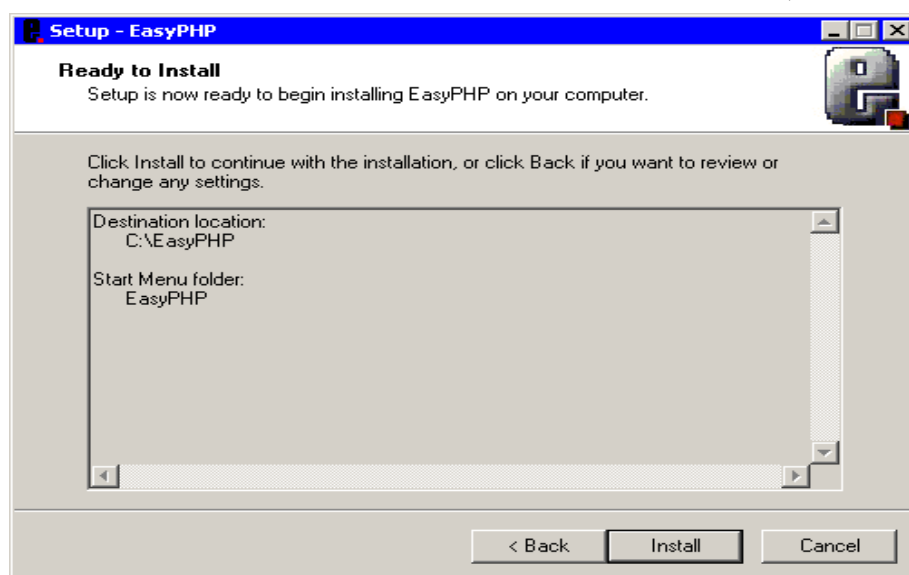 Setup - EasyPHP
Ready to Install
Setup is now ready to begin installing EasyPHP on your computer.
Click Install to continue with the installation, or click Back if you want to review or
change any settings.
Destination location:
C:\EasyPHP
Start Menu folder:
EasyPHP
< Back
Install
Cancel